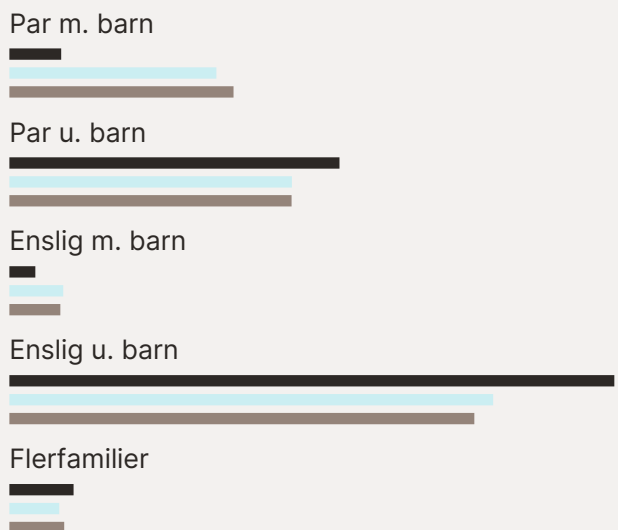 Par m. barn
Par u. barn
Enslig m. barn
Enslig u. barn
Flerfamilier